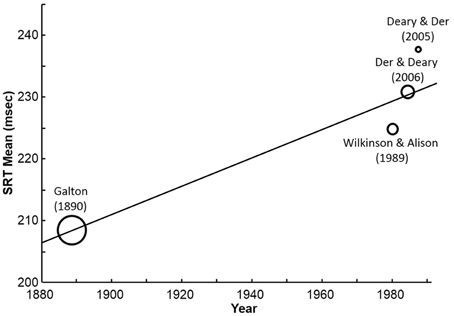 240
Deary & Der
(2005)
Der & Deary
(2006)
230
Wilkinson & Alison
(1989)
220
Galton
(1890)
210
200
SRT Mean (msec)
1880 1900 1920 1940 1960 1980
Year